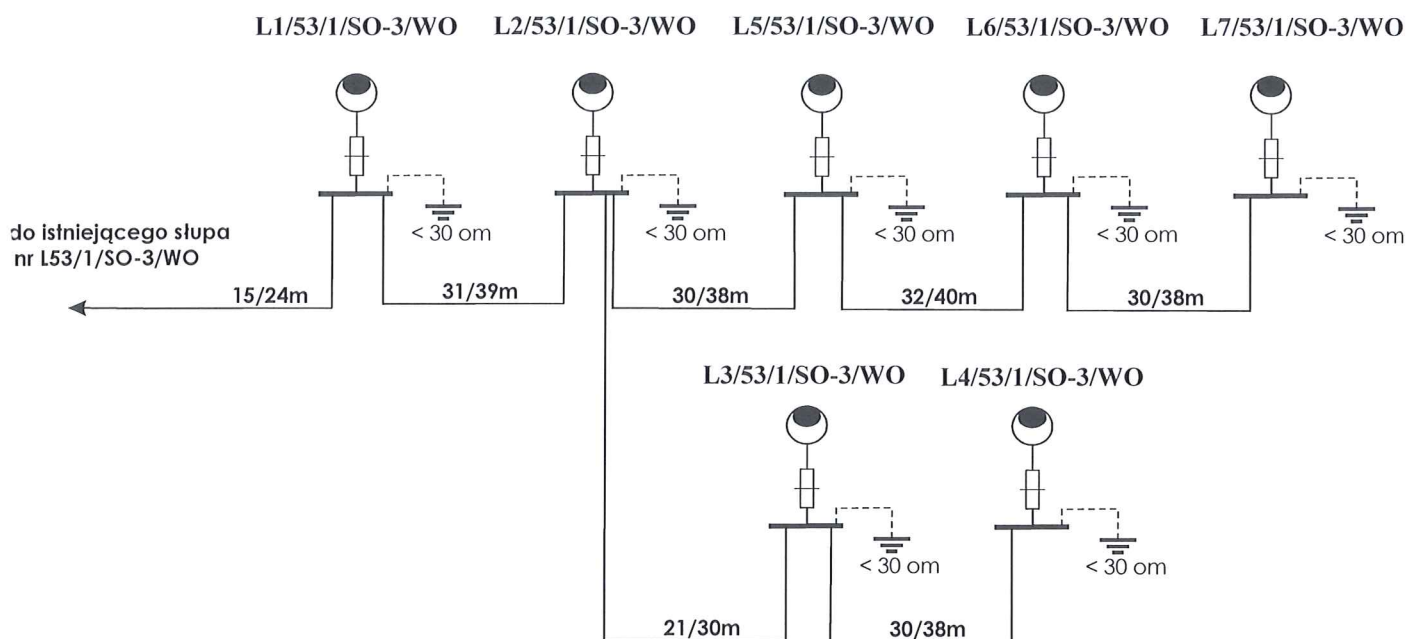 L1/53/1/SO-3/WO L2/53/1/SO-3/WO L5/53/1/SO-3/WO L6/53/1/SO-3/WO L7/53/1/SO-3/WO
< 30 om < 30 om < 30 om < 30 om < 30 om
do istniejącego słupa
nr L53/1/SO-3/WO
15/24m 31/39m 30/38m 32/40m 30/38m
L3/53/1/SO-3/WO L4/53/1/SO-3/WO
< 30 om < 30 om
21/30m 30/38m